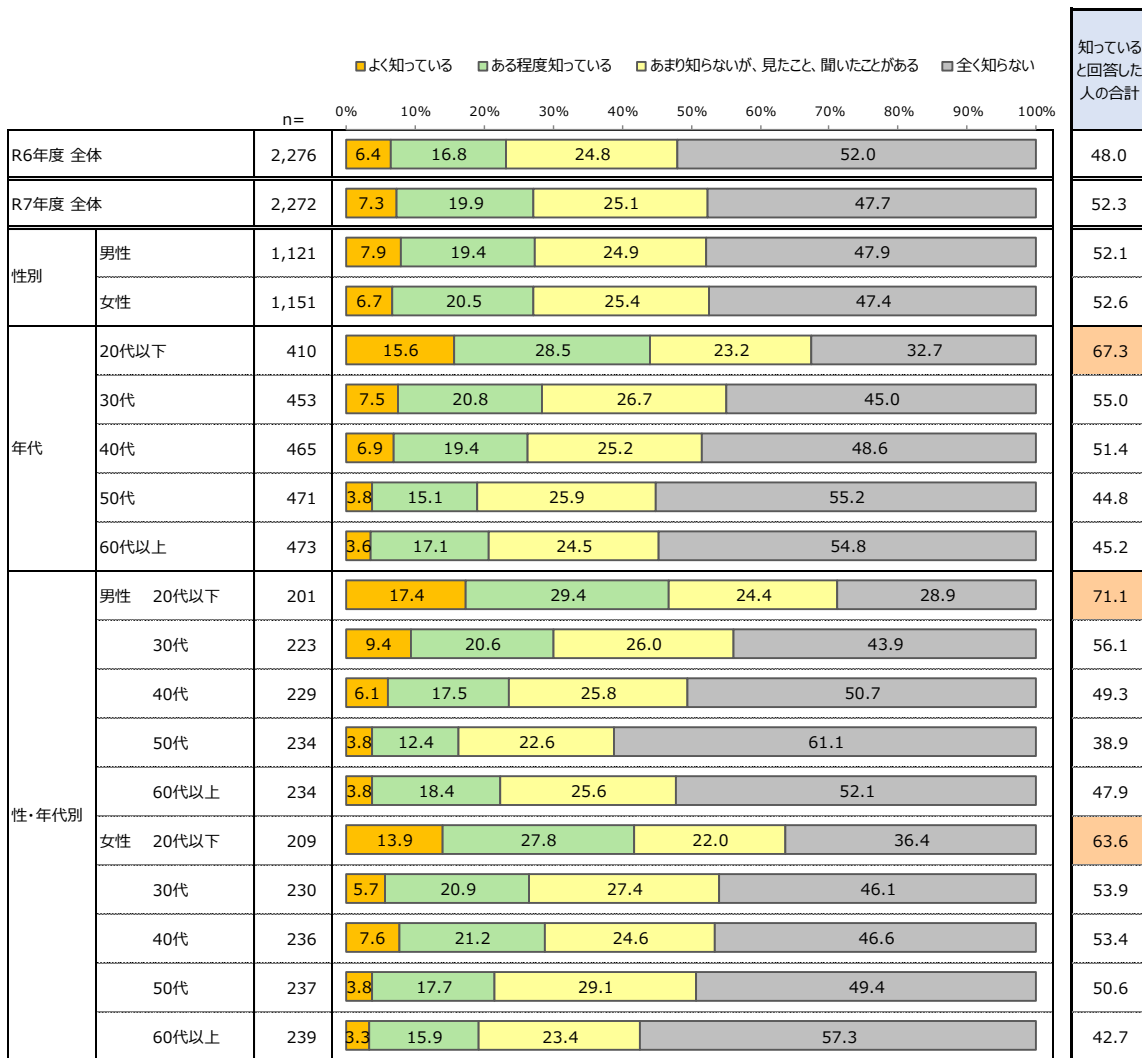 知っている
と回答した
人の合計
よく知っている ある程度知っている あまり知らないが、見たこと、聞いたことがある 全く知らない
n= 0% 10% 20% 30% 40% 50% 60% 70% 80% 90% 100%
R6年度 全体 2,276 6.4 16.8 24.8 52.0 48.0
R7年度 全体 2,272 7.3 19.9 25.1 47.7 52.3
性別
男性 1,121 7.9 19.4 24.9 47.9 52.1
女性 1,151 6.7 20.5 25.4 47.4 52.6
年代
20代以下 410 15.6 28.5 23.2 32.7 67.3
30代 453 7.5 20.8 26.7 45.0 55.0
40代 465 6.9 19.4 25.2 48.6 51.4
50代 471 3.8 15.1 25.9 55.2 44.8
60代以上 473 3.6 17.1 24.5 54.8 45.2
性・年代別
男性 20代以下 201 17.4 29.4 24.4 28.9 71.1
30代 223 9.4 20.6 26.0 43.9 56.1
40代 229 6.1 17.5 25.8 50.7 49.3
50代 234 3.8 12.4 22.6 61.1 38.9
60代以上 234 3.8 18.4 25.6 52.1 47.9
女性 20代以下 209 13.9 27.8 22.0 36.4 63.6
30代 230 5.7 20.9 27.4 46.1 53.9
40代 236 7.6 21.2 24.6 46.6 53.4
50代 237 3.8 17.7 29.1 49.4 50.6
60代以上 239 3.3 15.9 23.4 57.3 42.7